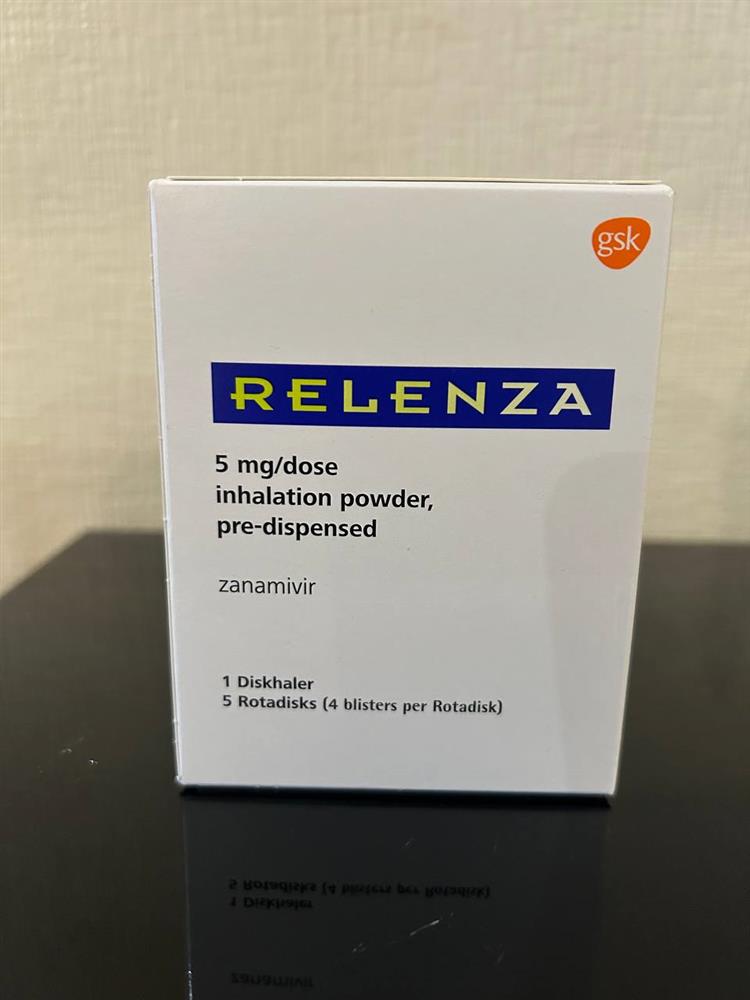 gsk
RELENZA
5 mg/dose
inhalation powder,
pre-dispensed
zanamivir
1 Diskhaler
5 Rotadisks (4 blisters per Rotadisk)